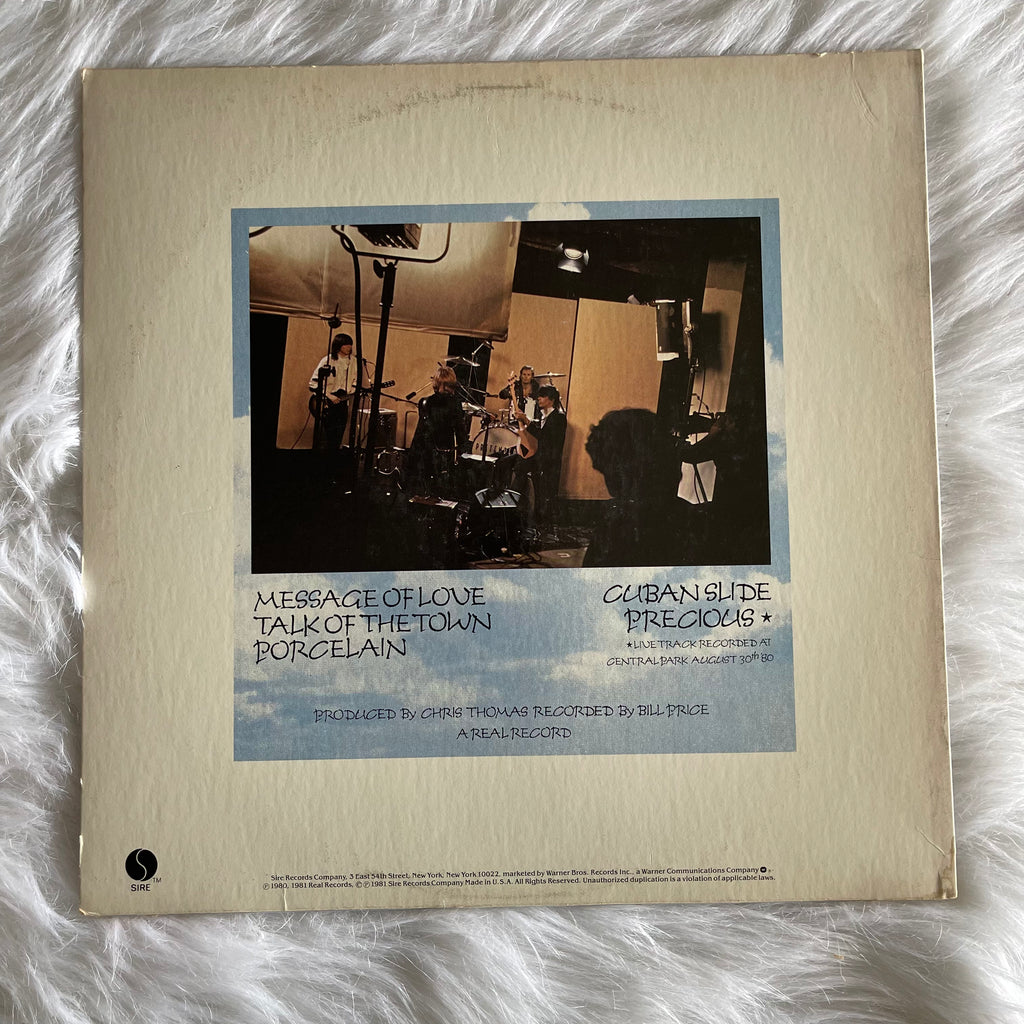 PRETEN
MESSAGE OF LOVE
TALK OF THE TOWN
PORCELAIN
CUBAN SLIDE
PRECIOUS ★
★LIVE TRACK RECORDED AT
CENTRAL PARK AUGUST 30th 80
PRODUCED By CHRIS THOMAS RECORDED By BILL PRICE
A REAL RECORD
SIRE TM
Sire Records Company, 3 East 54th Street, New York, New York 10022, marketed by Warner Bros. Records Inc., a Warner Communications Company
℗ 1980, 1981 Real Records, © ℗ 1981 Sire Records Company Made in U.S.A. All Rights Reserved. Unauthorized duplication is a violation of applicable laws.